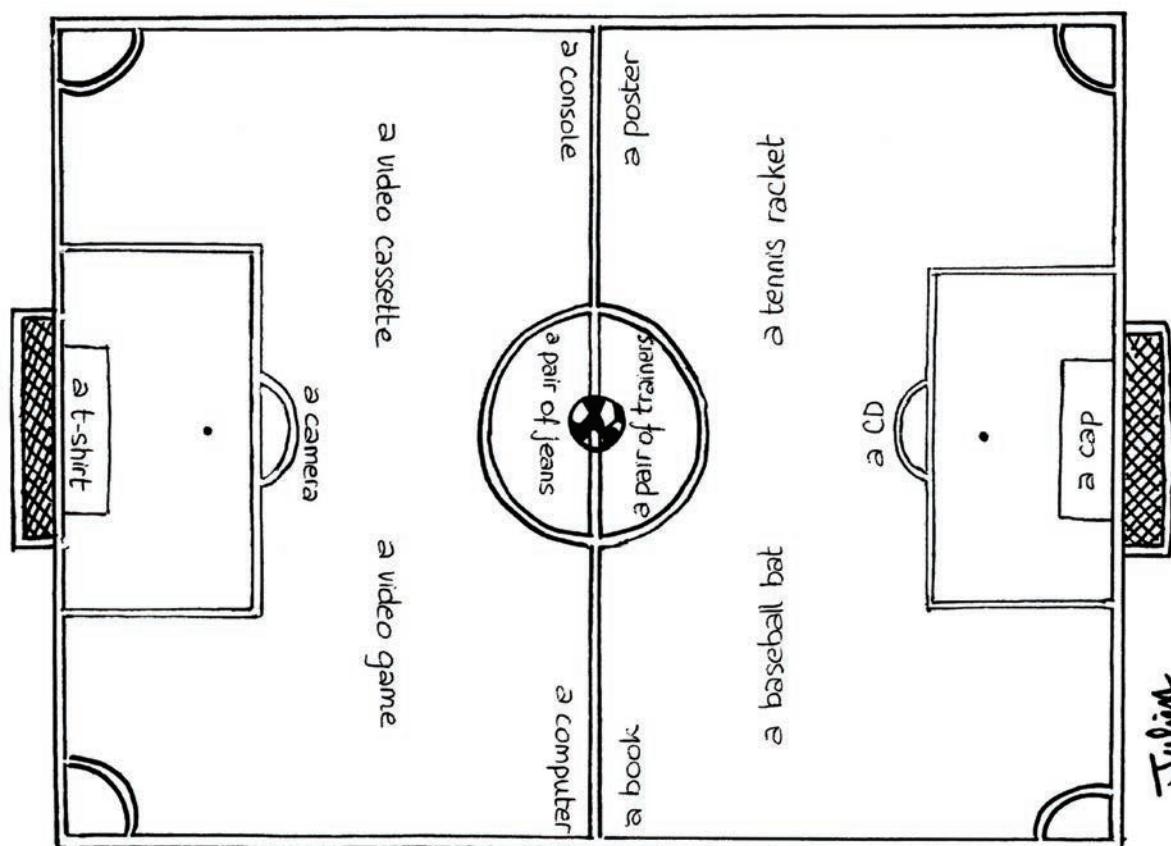 a console
a pair of jeans
a computer
a video cassette
a video game
a camera
a t-shirt
a book
a pair of trainers
a poster
a baseball bat
a tennis racket
a CD
a cap
Julien